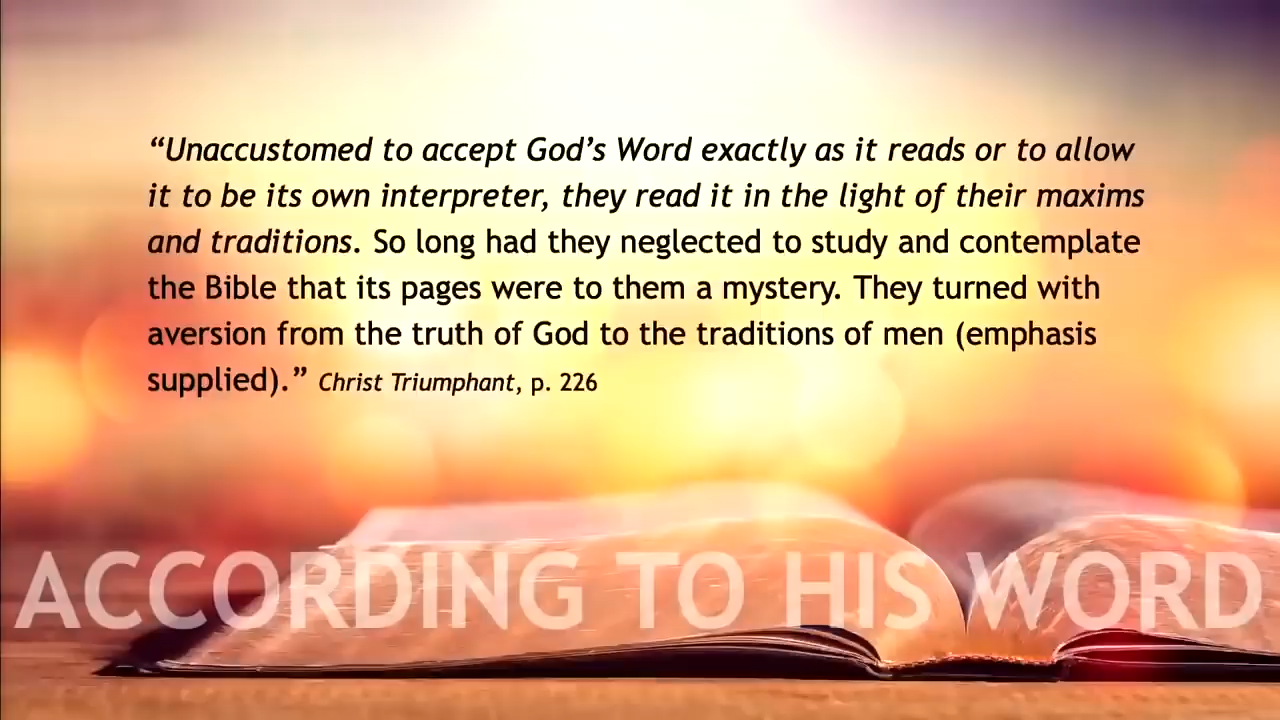 “Unaccustomed to accept God’s Word exactly as it reads or to allow
it to be its own interpreter, they read it in the light of their maxims
and traditions. So long had they neglected to study and contemplate
the Bible that its pages were to them a mystery. They turned with
aversion from the truth of God to the traditions of men (emphasis
supplied).” Christ Triumphant, p. 226
ACCORDING TO HIS WORD